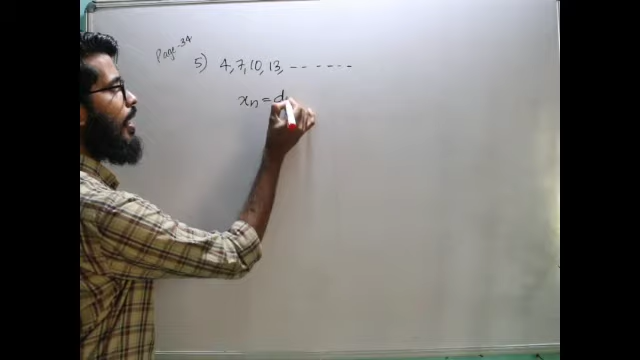 Page-34
5) 4, 7, 10, 13, -------
xn = d